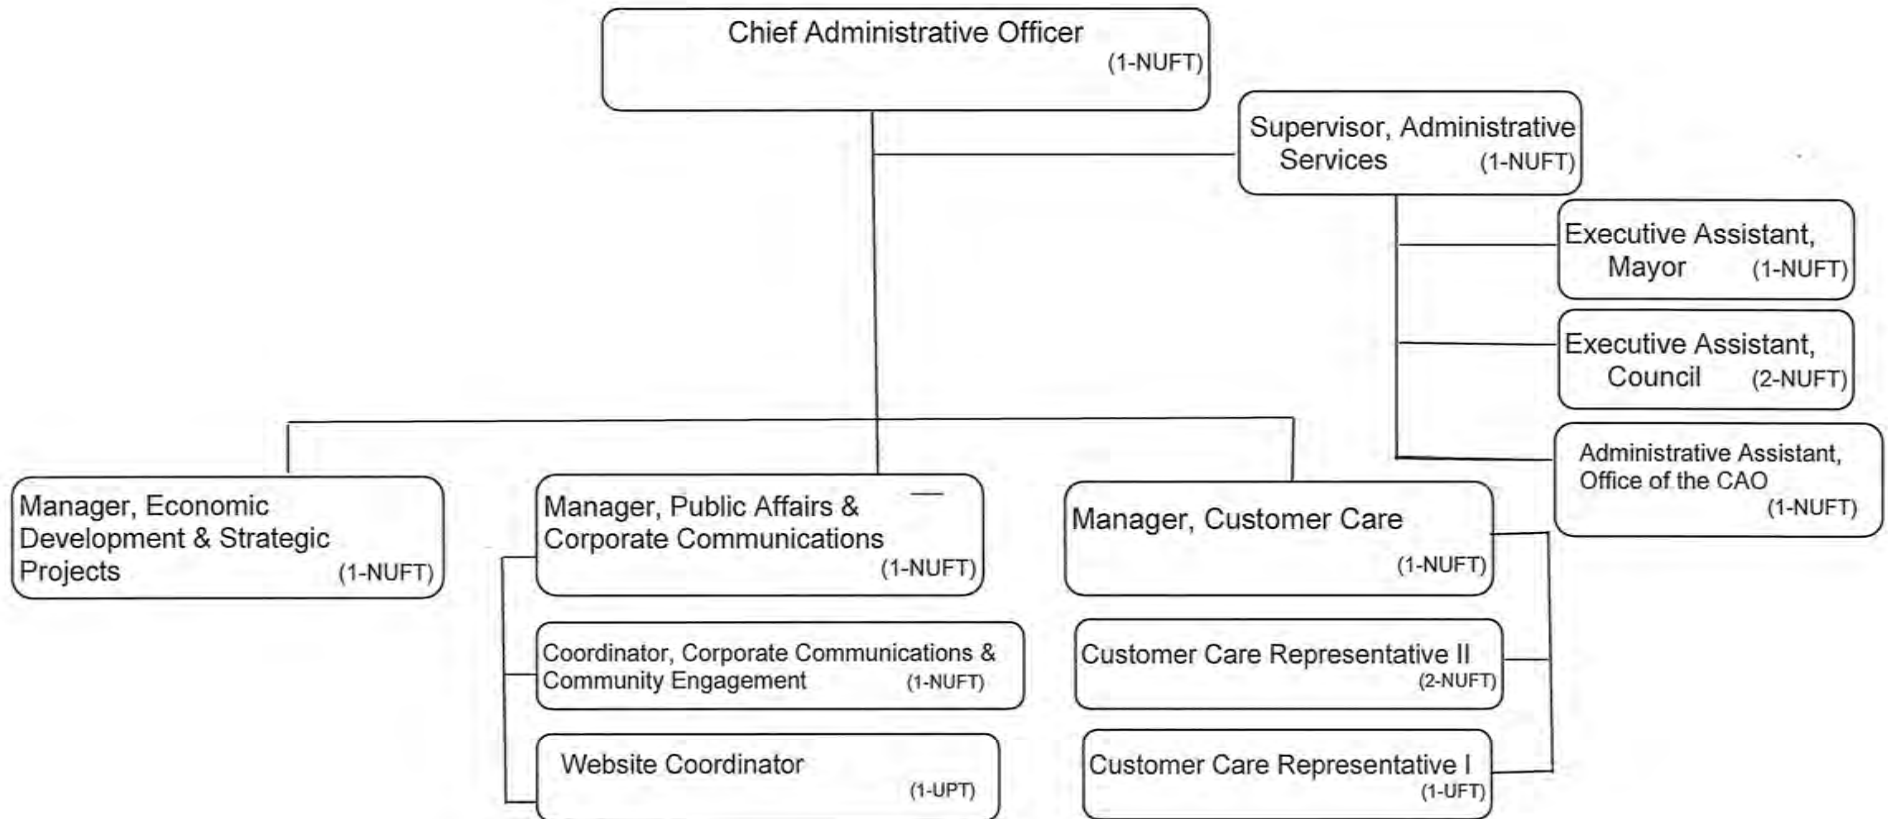 Chief Administrative Officer
(1-NUFT)
Supervisor, Administrative
Services (1-NUFT)
Executive Assistant,
Mayor (1-NUFT)
Executive Assistant,
Council (2-NUFT)
Administrative Assistant,
Office of the CAO
(1-NUFT)
Manager, Economic
Development & Strategic
Projects (1-NUFT)
Manager, Public Affairs &
Corporate Communications
(1-NUFT)
Coordinator, Corporate Communications &
Community Engagement (1-NUFT)
Website Coordinator
(1-UPT)
Manager, Customer Care
(1-NUFT)
Customer Care Representative II
(2-NUFT)
Customer Care Representative I
(1-UFT)